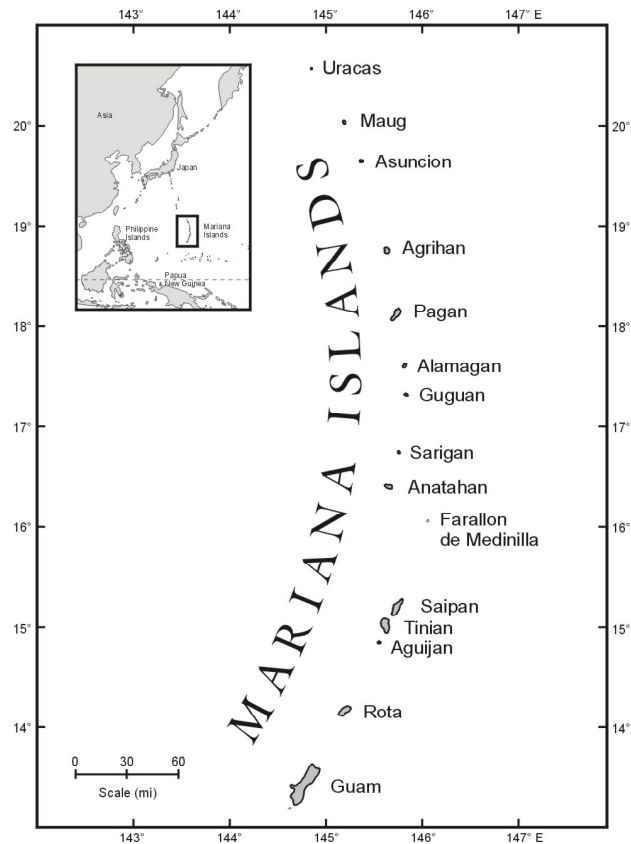 143° 144° 145° 146° 147° E
Uracas
Maug
Asuncion
Agrihan
Pagan
Alamagan
Guguan
Sarigan
Anatahan
Farallon
de Medinilla
Saipan
Tinian
Aguijan
Rota
Guam
MARIANA ISLANDS
Asia
Japan
Philippine
Islands
Mariana
Islands
Papua
New Guinea
20°
19°
18°
17°
16°
15°
14°
20°
19°
18°
17°
16°
15°
14°
0 30 60
Scale (mi)
143° 144° 145° 146° 147° E